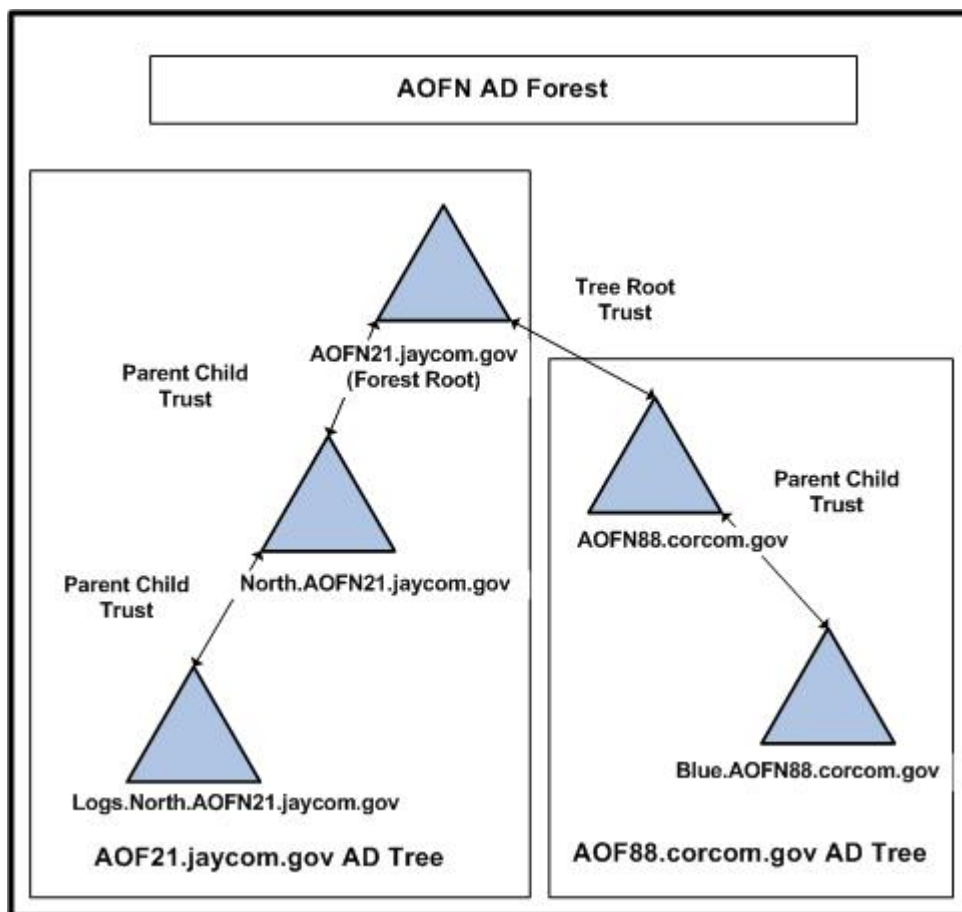 AOFN AD Forest
Tree Root
Trust
AOFN21.jaycom.gov
(Forest Root)
Parent Child
Trust
Parent Child
Trust
AOFN88.corcom.gov
North.AOFN21.jaycom.gov
Parent Child
Trust
Blue.AOFN88.corcom.gov
Logs.North.AOFN21.jaycom.gov
AOF21.jaycom.gov AD Tree
AOF88.corcom.gov AD Tree